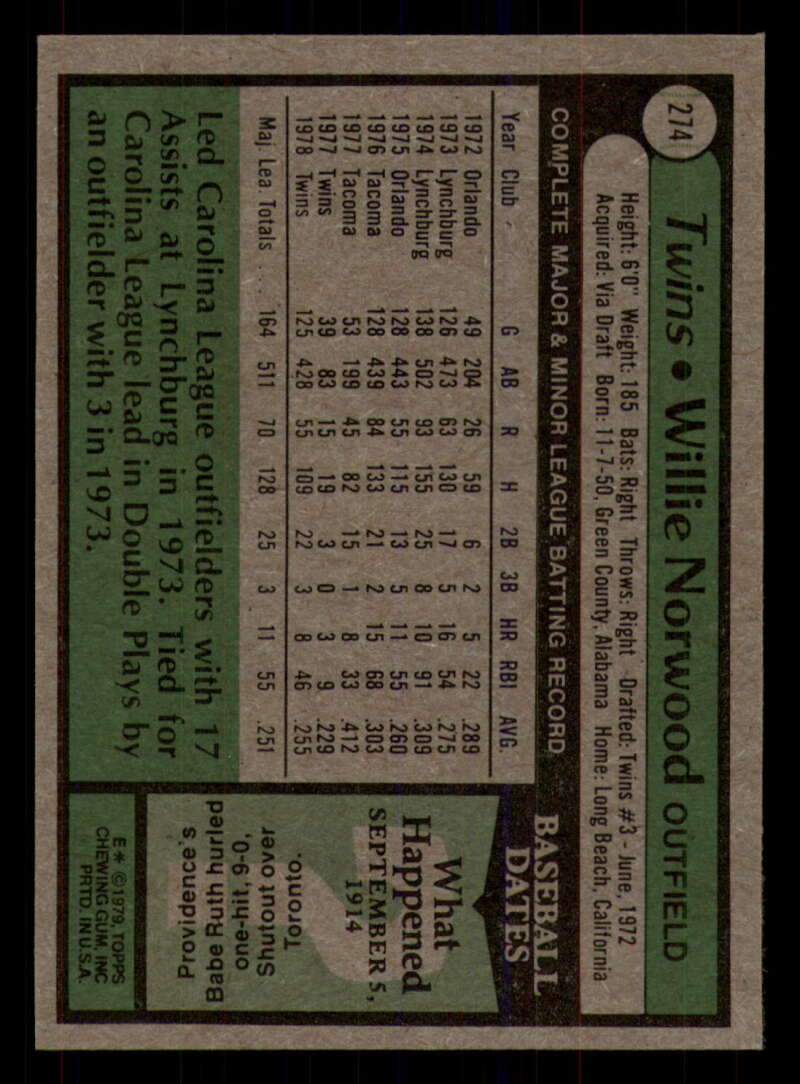 274
Twins • Willie Norwood OUTFIELD
Height: 6'0" Weight: 185 Bats: Right Throws: Right Drafted: Twins #3 - June, 1972
Acquired: Via Draft Born: 11-7-50, Green County, Alabama Home: Long Beach, California
COMPLETE MAJOR & MINOR LEAGUE BATTING RECORD
Year Club G AB R H 2B 3B HR RBI AVG.
1972 Orlando 49 204 26 59 6 2 5 22 .289
1973 Lynchburg 126 473 63 130 17 5 16 54 .275
1974 Lynchburg 138 502 93 155 25 8 10 91 .309
1975 Orlando 128 443 55 115 13 5 11 55 .260
1976 Tacoma 128 439 84 133 21 2 15 68 .303
1977 Tacoma 53 199 45 82 15 1 8 33 .412
1977 Twins 39 83 15 19 3 0 3 9 .229
1978 Twins 125 428 55 109 22 3 8 46 .255
Maj. Lea. Totals .... 164 511 70 128 25 3 11 55 .251
Led Carolina League outfielders with 17
Assists at Lynchburg in 1973. Tied for
Carolina League lead in Double Plays by
an outfielder with 3 in 1973.
BASEBALL
DATES
What
Happened
SEPTEMBER 5,
1914
Providence's
Babe Ruth hurled
one-hit, 9-0,
Shutout over
Toronto.
E* ©1979, TOPPS
CHEWING GUM, INC
PRTD. IN U.S.A.